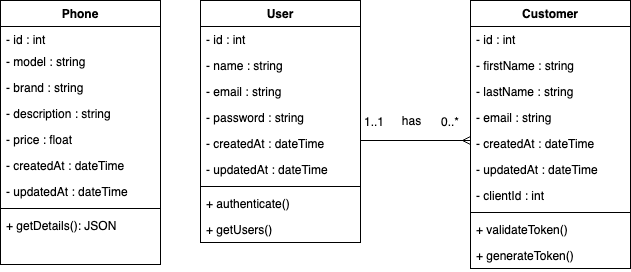 Phone
- id : int
- model : string
- brand : string
- description : string
- price : float
- createdAt : dateTime
- updatedAt : dateTime
+ getDetails(): JSON
User
- id : int
- name : string
- email : string
- password : string
- createdAt : dateTime
- updatedAt : dateTime
+ authenticate()
+ getUsers()
1..1 has 0..*
Customer
- id : int
- firstName : string
- lastName : string
- email : string
- createdAt : dateTime
- updatedAt : dateTime
- clientId : int
+ validateToken()
+ generateToken()